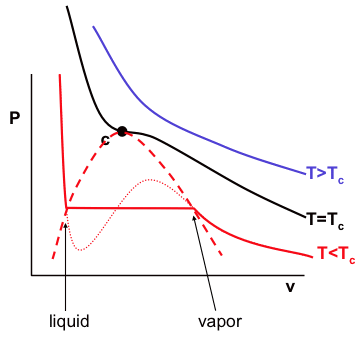 P
c
T>Tc
T=Tc
T<Tc
v
liquid
vapor